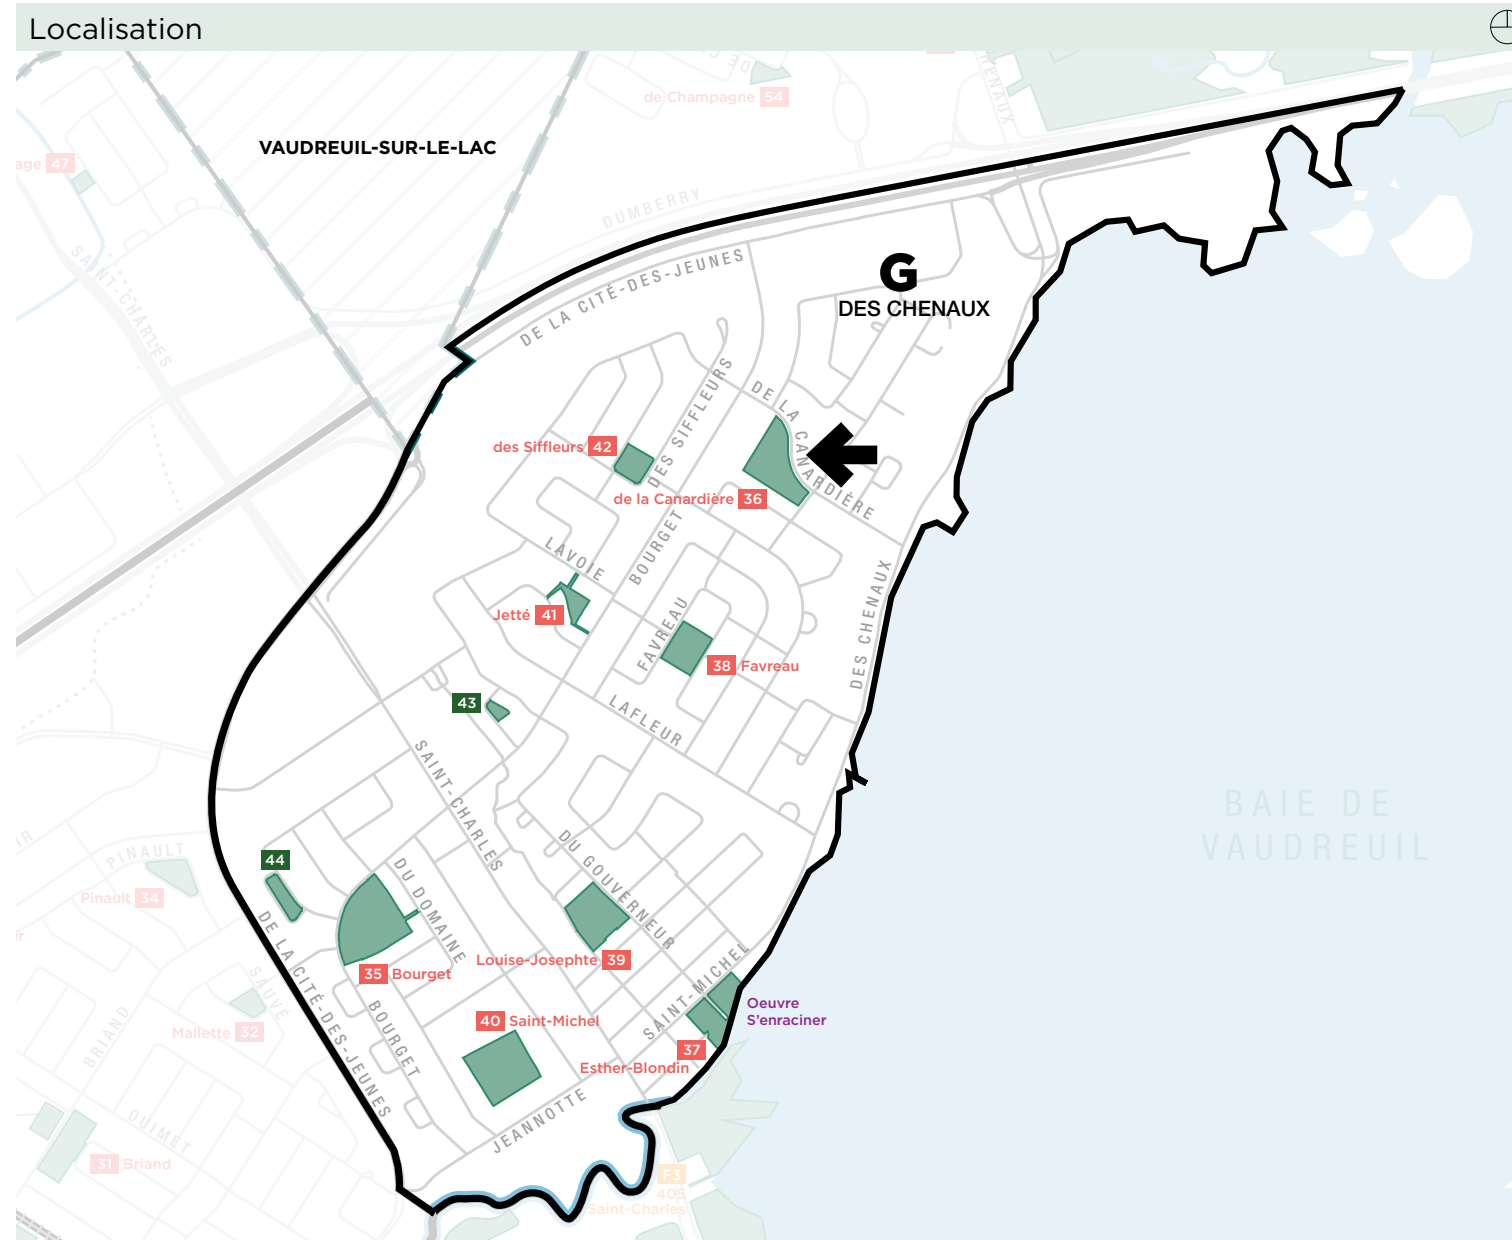 Localisation
de Champagne 54
CHENAUX
VAUDREUIL-SUR-LE-LAC
age 47
DUMBERRY
SAINT-CHARLES
DE LA CITÉ-DES-JEUNES
G
DES CHENAUX
DES SIFFLEURS
DE LA CANARDIÈRE
des Siffleurs 42
de la Canardière 36
BOURGET
LAVOIE
Jetté 41
FAVREAU
38 Favreau
DES CHENAUX
43
LAFLEUR
SAINT-CHARLES
BAIE DE
VAUDREUIL
PINAULT
44
DU GOUVERNEUR
DU DOMAINE
Pinault 34
DE LA CITÉ-DES-JEUNES
Louise-Josephte 39
35 Bourget
SAINT-MICHEL
SAUVÉ
Oeuvre
S'enraciner
BOURGET
40 Saint-Michel
Mallette 32
BRIAND
37
Esther-Blondin
JEANNOTTE
OUIMET
31 Briand
F3
405
Saint-Charles